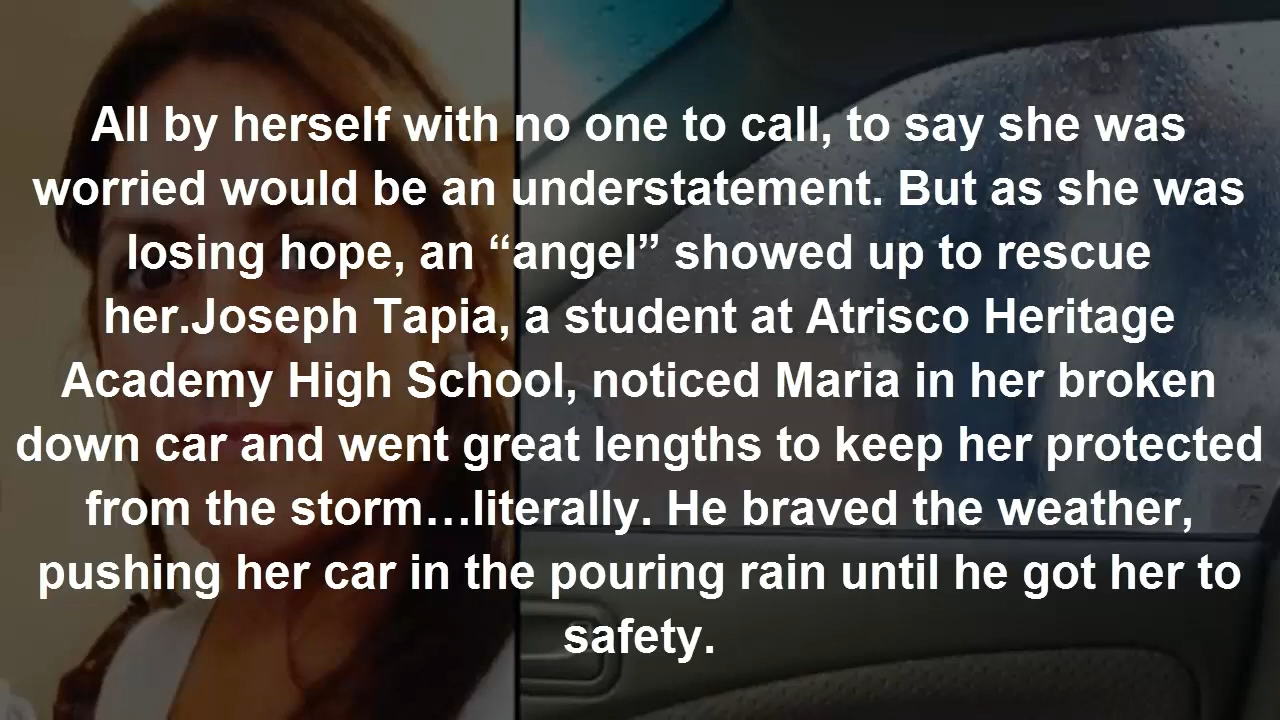 All by herself with no one to call, to say she was
worried would be an understatement. But as she was
losing hope, an “angel” showed up to rescue
her.Joseph Tapia, a student at Atrisco Heritage
Academy High School, noticed Maria in her broken
down car and went great lengths to keep her protected
from the storm…literally. He braved the weather,
pushing her car in the pouring rain until he got her to
safety.